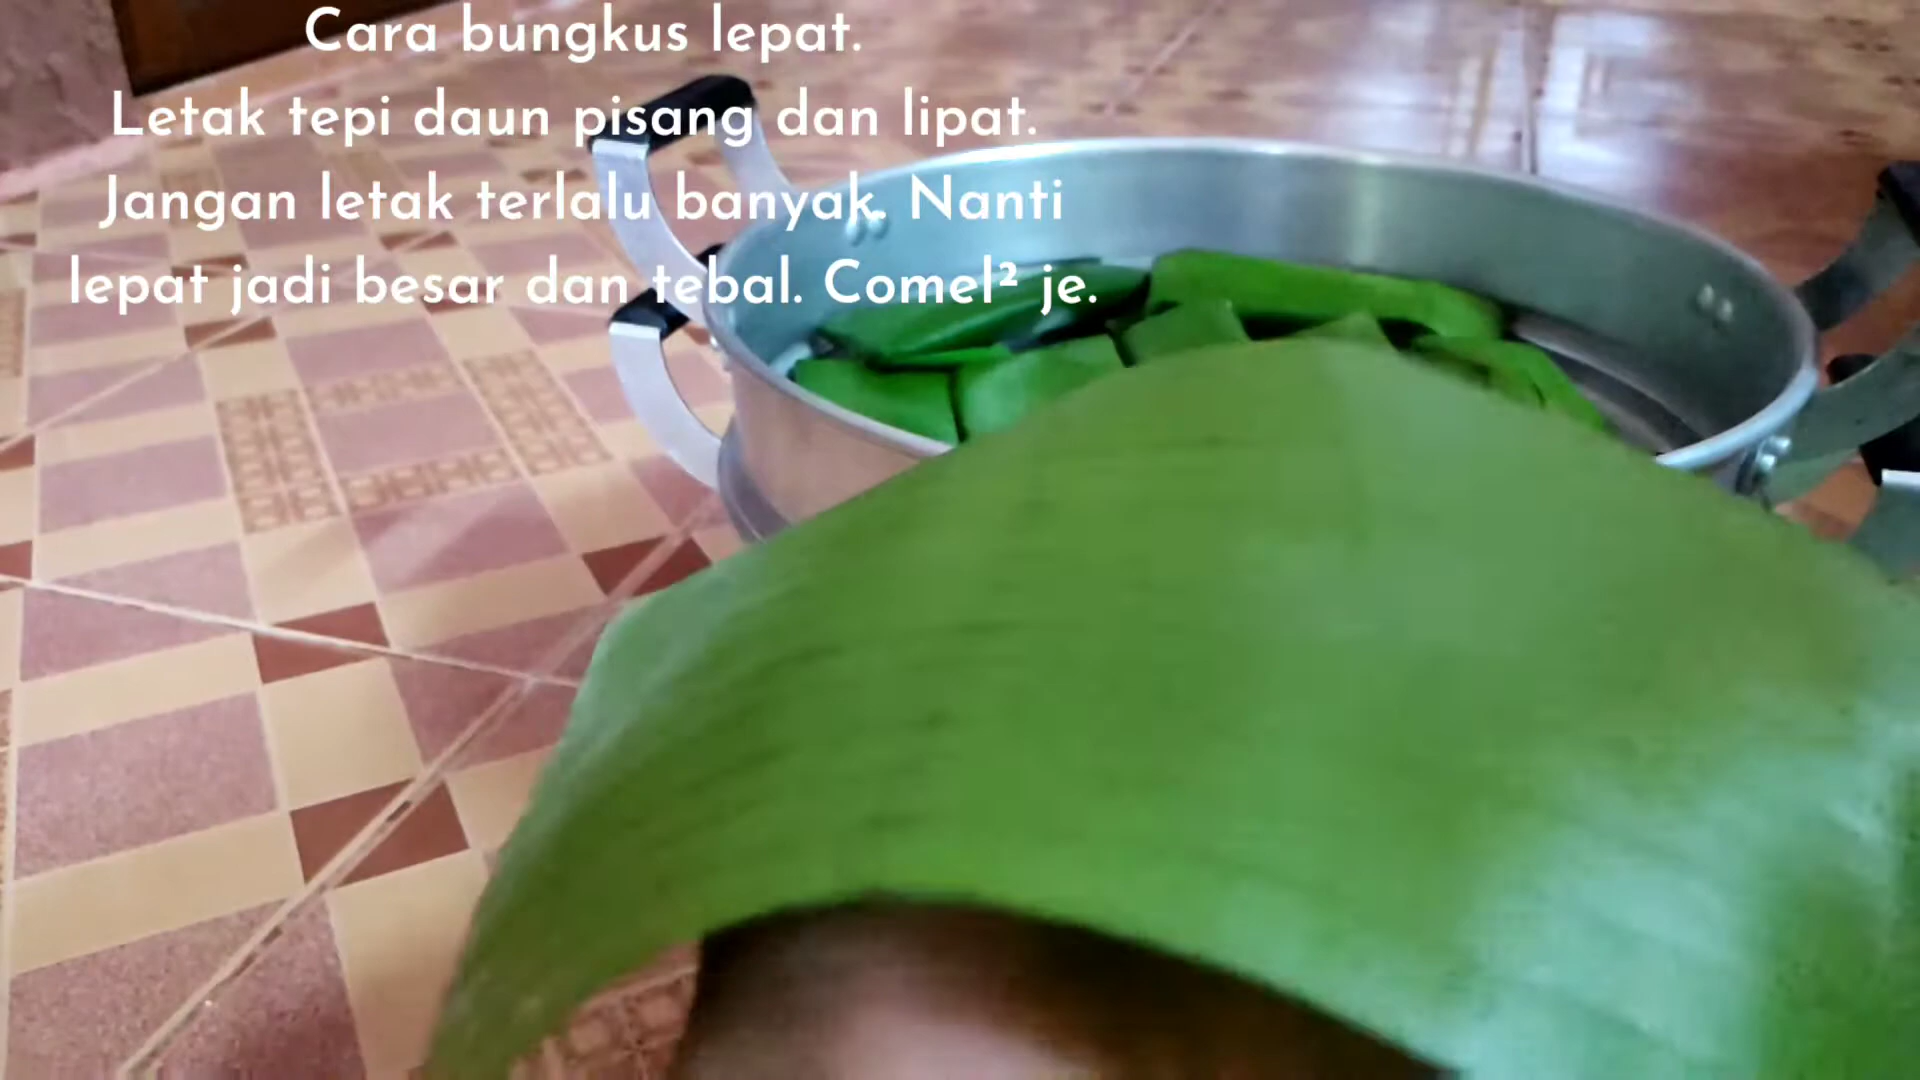 Cara bungkus lepat.
Letak tepi daun pisang dan lipat.
Jangan letak terlalu banyak. Nanti
lepat jadi besar dan tebal. Comel² je.